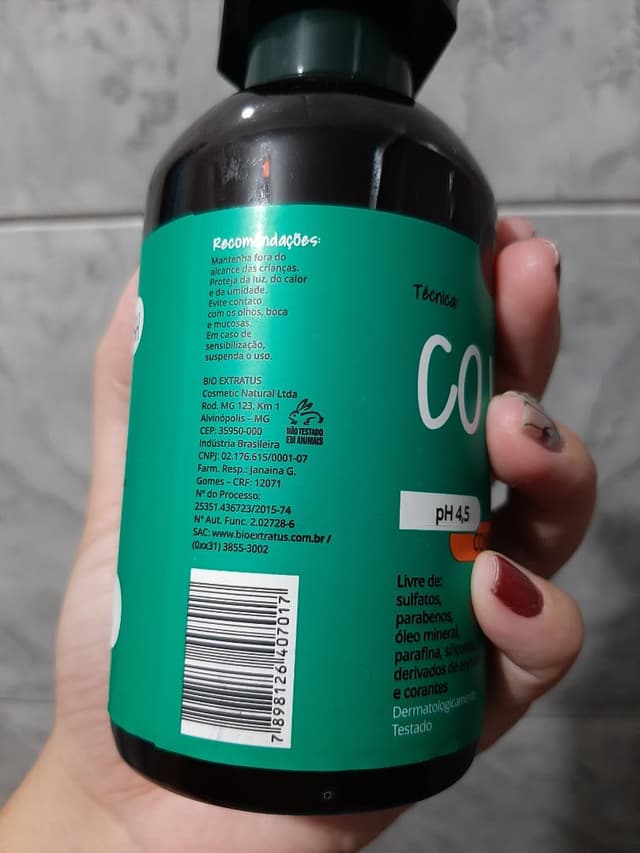 Recomendações:
Mantenha fora do
alcance das crianças.
Proteja da luz, do calor
e da umidade.
Evite contato
com os olhos, boca
e mucosas.
Em caso de
sensibilização,
suspenda o uso.
BIO EXTRATUS
Cosmetic Natural Ltda
Rod. MG 123, Km 1
Alvinópolis – MG
CEP: 35950-000
Indústria Brasileira
CNPJ: 02.176.615/0001-07
Farm. Resp.: Janaina G.
Gomes – CRF: 12071
Nº do Processo:
25351.436723/2015-74
Nº Aut. Func. 2.02728-6
SAC: www.bioextratus.com.br /
(0xx31) 3855-3002
NÃO TESTADO
EM ANIMAIS
7 898126 407017
Técnica:
CO
pH 4,5
CO
Livre de:
sulfatos,
parabenos,
óleo mineral,
parafina,
derivados de
e corantes
Dermatologicamente
Testado